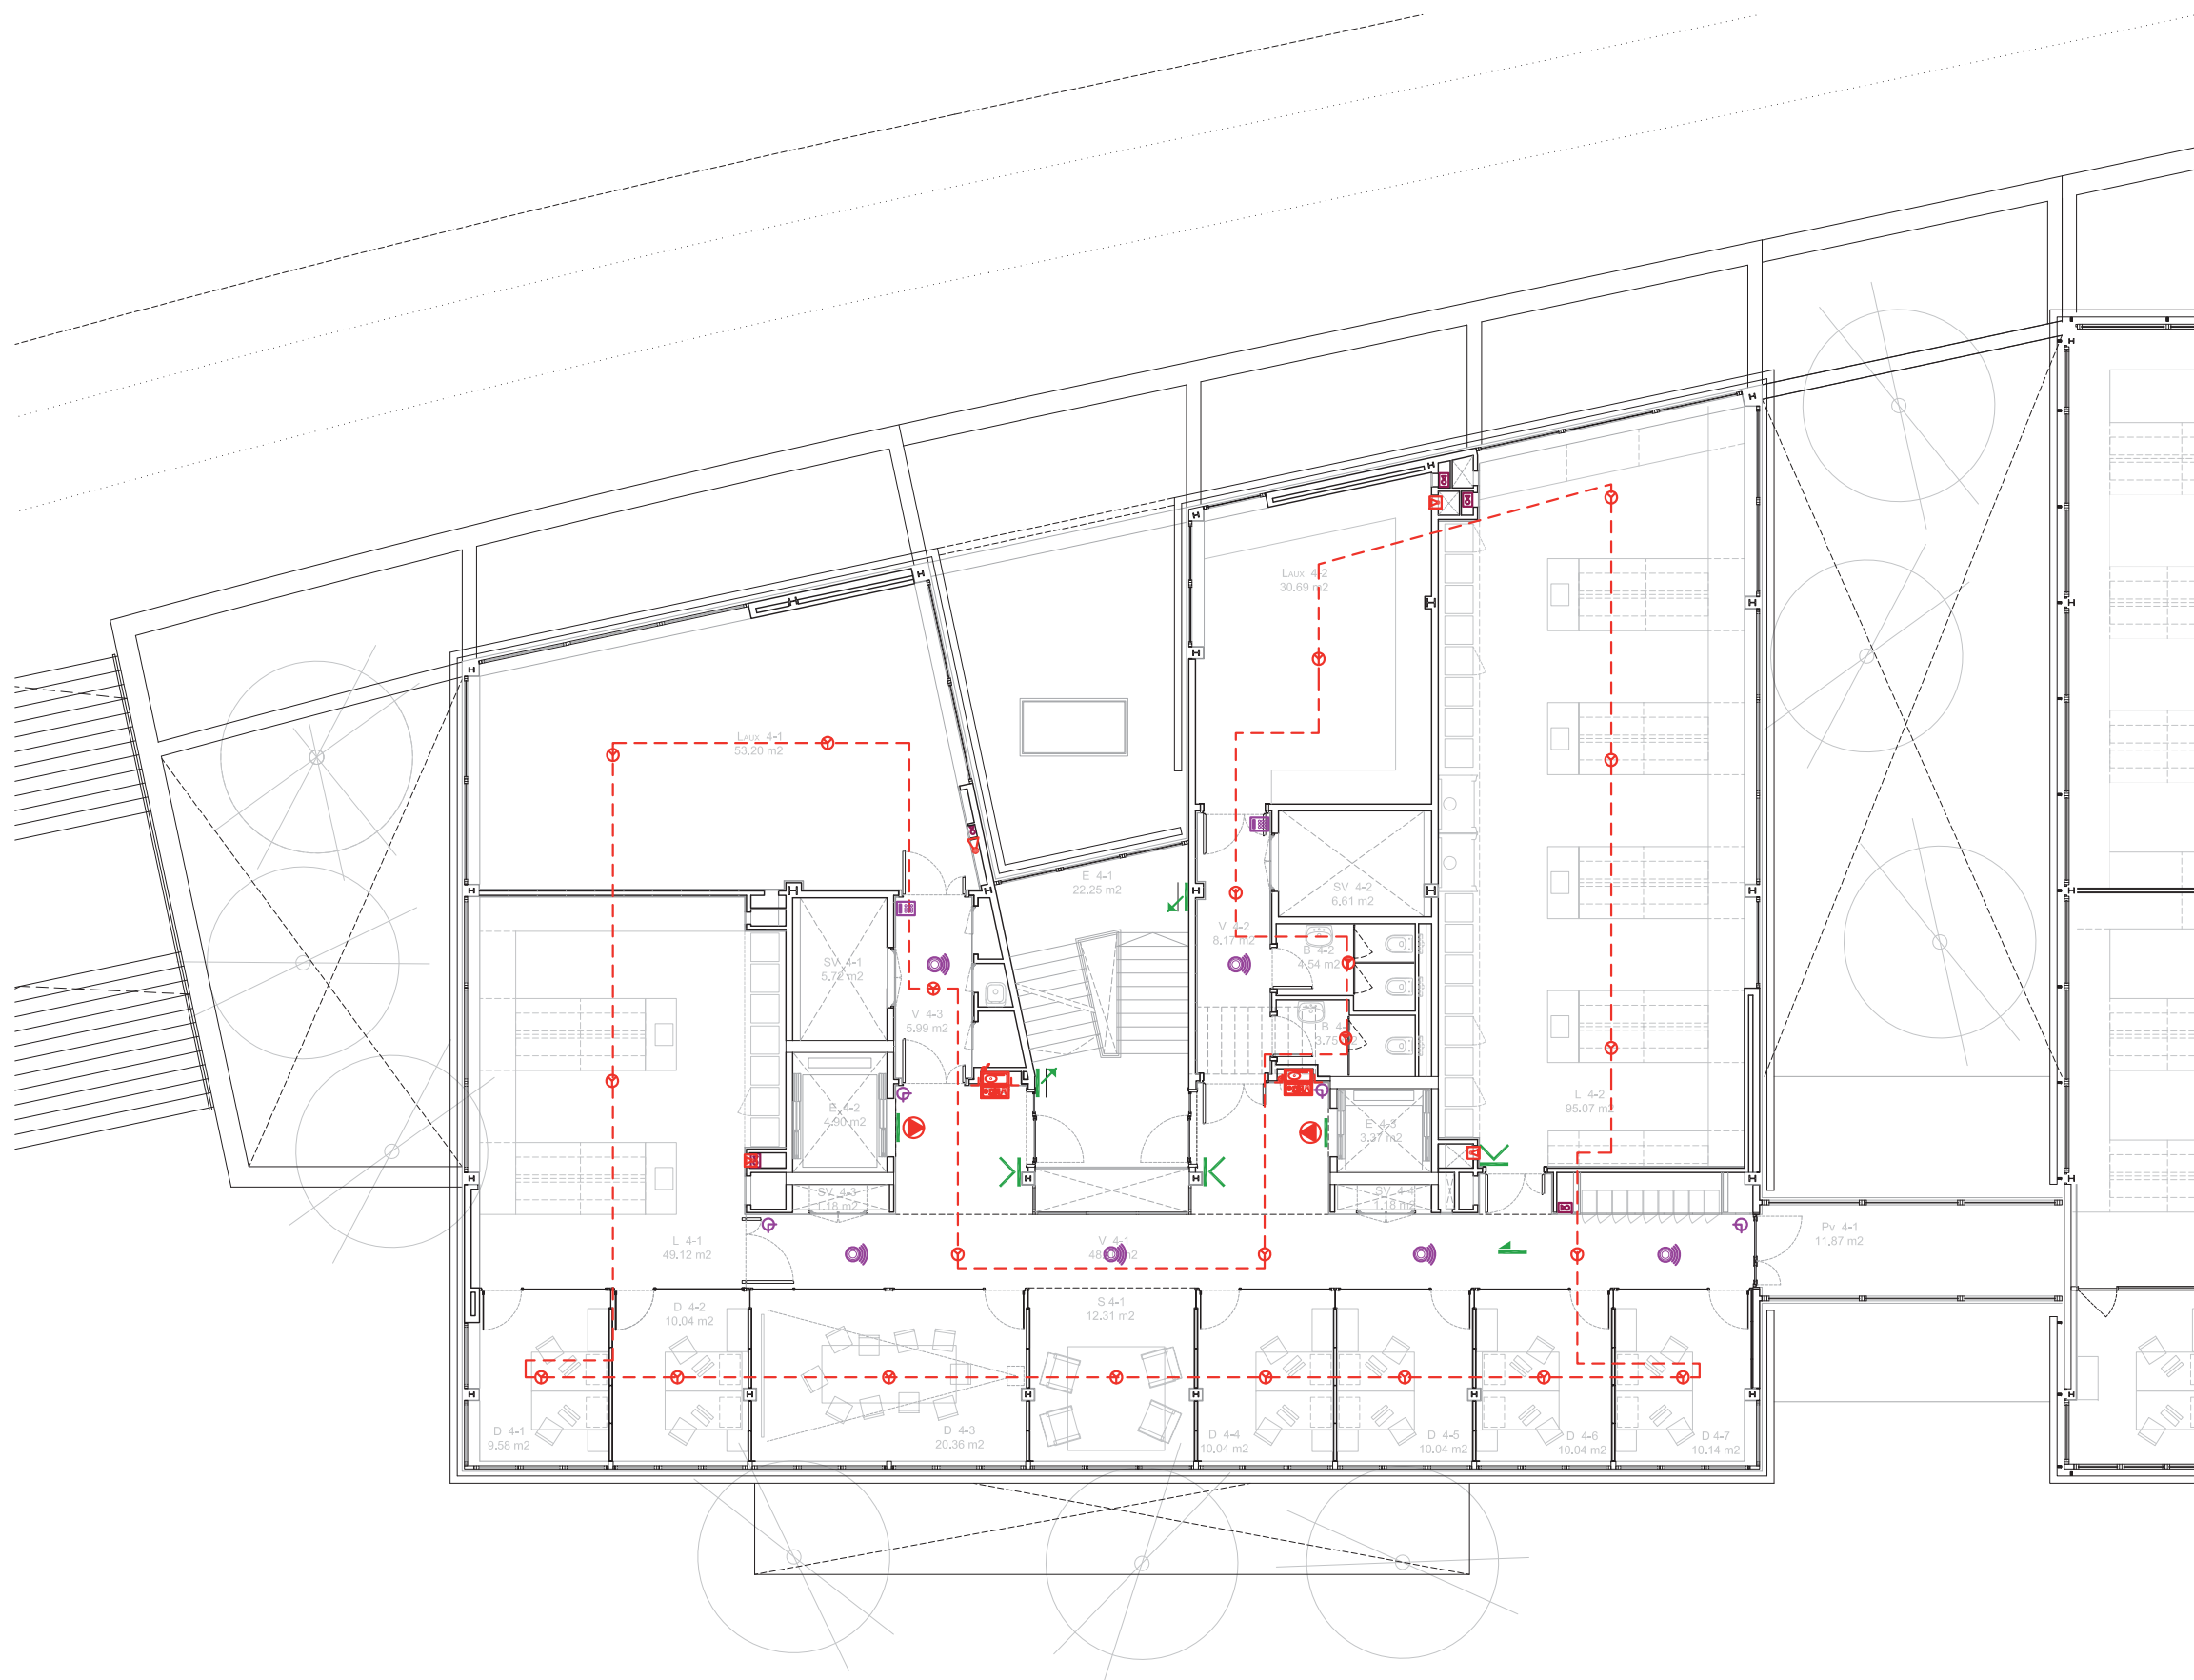 Laux 4-2
30.69 m2
Laux 4-1
53.20 m2
E 4-1
22.25 m2
SV 4-2
6.61 m2
V 4-2
8.17 m2
B 4-2
4.54 m2
SV 4-1
5.72 m2
V 4-3
5.99 m2
B 4-
3.75 m2
E 4-2
4.90 m2
E 4-3
3.37 m2
L 4-2
95.07 m2
SV 4-3
1.18 m2
SV 4-4
1.18 m2
L 4-1
49.12 m2
V 4-1
Pv 4-1
11.87 m2
D 4-2
10.04 m2
S 4-1
12.31 m2
D 4-1
9.58 m2
D 4-3
20.36 m2
D 4-4
10.04 m2
D 4-5
10.04 m2
D 4-6
10.04 m2
D 4-7
10.14 m2